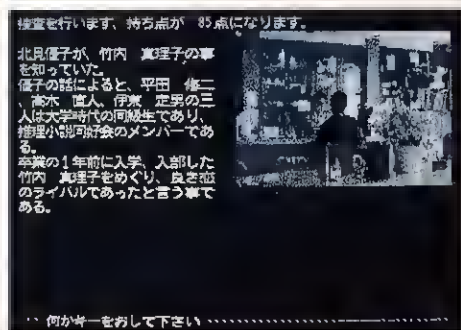 捜査を行います、持ち点が 85点になります。
北見優子が、竹内 真理子の事
を知っていた。
優子の話によると、平田 修二
、高木 直人、伊東 定男の三
人は大学時代の同級生であり、
推理小説同好会のメンバーであ
る。
卒業の1年前に入学、入部した
竹内 真理子をめぐり、良き恋
のライバルであったと言う事で
ある。
何かキーをおして下さい